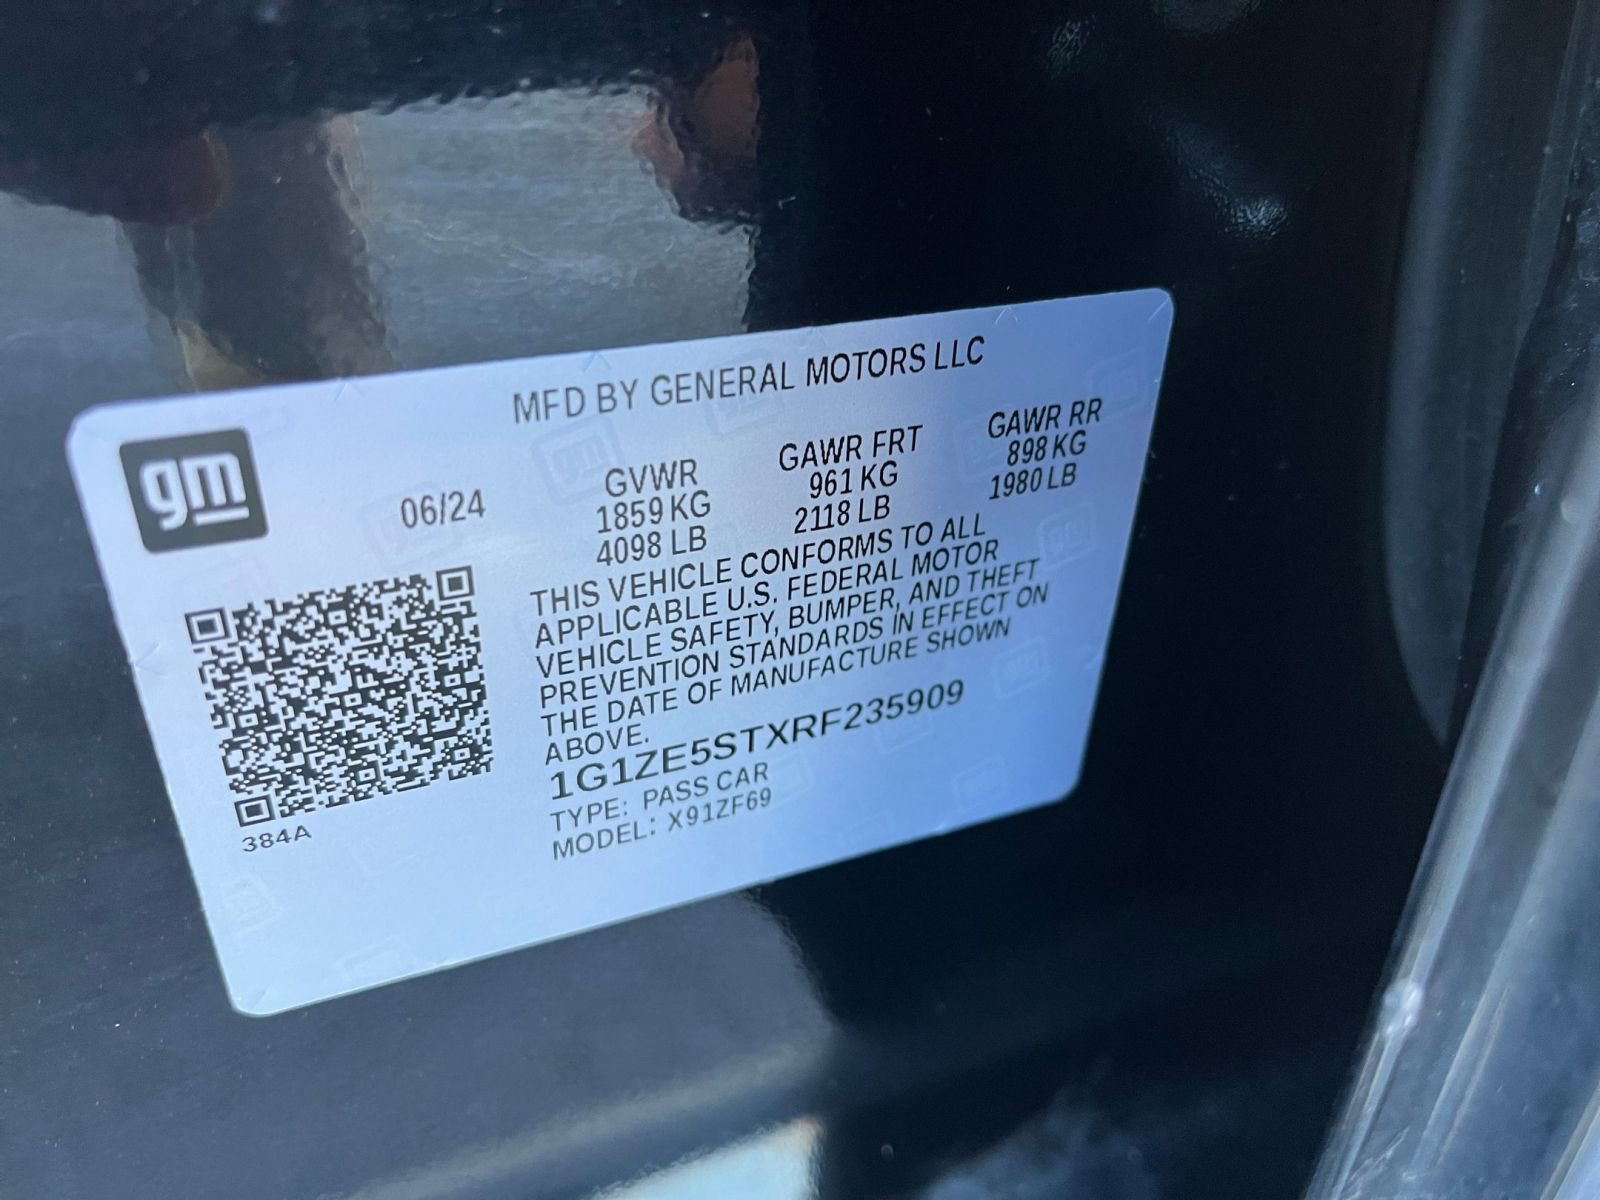 MFD BY GENERAL MOTORS LLC
gm
06/24
GVWR
1859 KG
4098 LB
GAWR FRT
961 KG
2118 LB
GAWR RR
898 KG
1980 LB
THIS VEHICLE CONFORMS TO ALL
APPLICABLE U.S. FEDERAL MOTOR
VEHICLE SAFETY, BUMPER, AND THEFT
PREVENTION STANDARDS IN EFFECT ON
THE DATE OF MANUFACTURE SHOWN
ABOVE.
1G1ZE5STXRF235909
TYPE: PASS CAR
MODEL: X91ZF69
384A